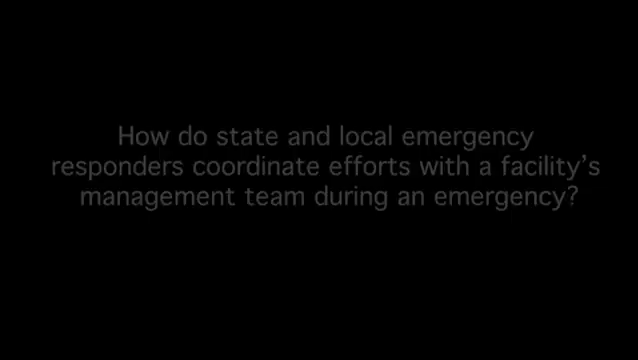 How do state and local emergency
responders coordinate efforts with a facility’s
management team during an emergency?